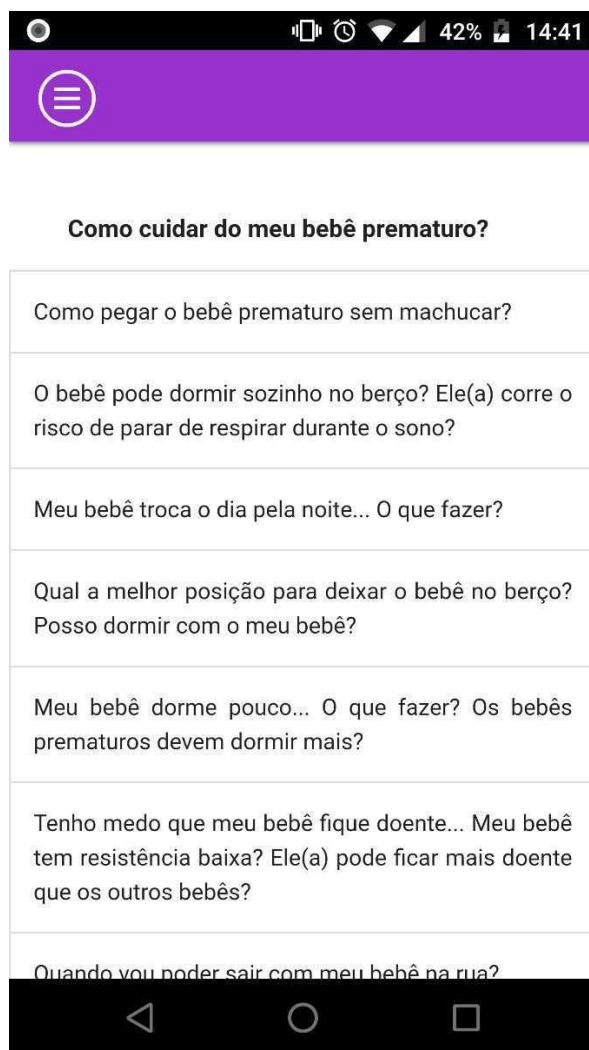 42% 14:41
Como cuidar do meu bebê prematuro?
Como pegar o bebê prematuro sem machucar?
O bebê pode dormir sozinho no berço? Ele(a) corre o
risco de parar de respirar durante o sono?
Meu bebê troca o dia pela noite... O que fazer?
Qual a melhor posição para deixar o bebê no berço?
Posso dormir com o meu bebê?
Meu bebê dorme pouco... O que fazer? Os bebês
prematuros devem dormir mais?
Tenho medo que meu bebê fique doente... Meu bebê
tem resistência baixa? Ele(a) pode ficar mais doente
que os outros bebês?
Quando vou poder sair com meu bebê na rua?